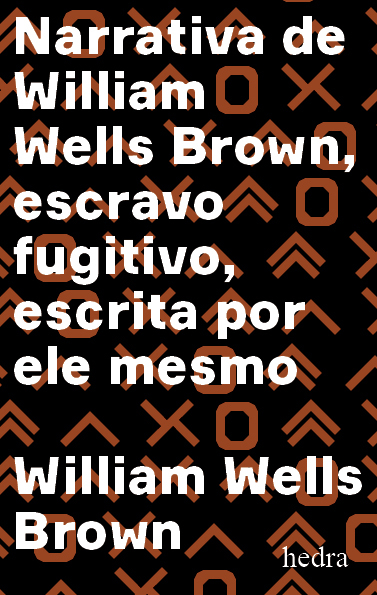 Narrativa de
William
Wells Brown,
escravo
fugitivo,
escrita por
ele mesmo
William Wells
Brown
hedra